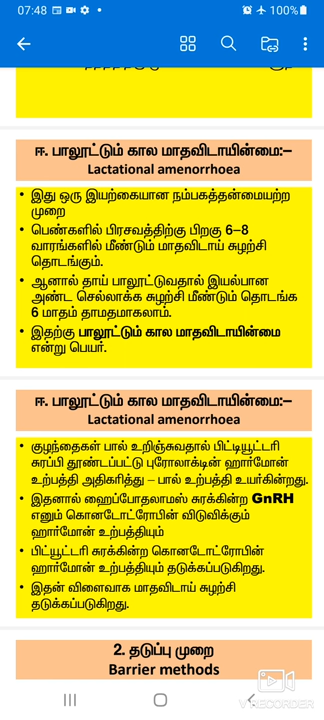 07:48
100%
ஈ. பாலூட்டும் கால மாதவிடாயின்மை:–
Lactational amenorrhoea
• இது ஒரு இயற்கையான நம்பகத்தன்மையற்ற
முறை
• பெண்களில் பிரசவத்திற்கு பிறகு 6–8
வாரங்களில் மீண்டும் மாதவிடாய் சுழற்சி
தொடங்கும்.
• ஆனால் தாய் பாலூட்டுவதால் இயல்பான
அண்ட செல்லாக்க சுழற்சி மீண்டும் தொடங்க
6 மாதம் தாமதமாகலாம்.
• இதற்கு பாலூட்டும் கால மாதவிடாயின்மை
என்று பெயர்.
ஈ. பாலூட்டும் கால மாதவிடாயின்மை:–
Lactational amenorrhoea
• குழந்தைகள் பால் உறிஞ்சுவதால் பிட்டியூட்டரி
சுரப்பி தூண்டப்பட்டு புரோலாக்டின் ஹார்மோன்
உற்பத்தி அதிகரித்து – பால் உற்பத்தி உயர்கின்றது.
• இதனால் ஹைப்போதலாமஸ் சுரக்கின்ற GnRH
எனும் கொனடோட்ரோபின் விடுவிக்கும்
ஹார்மோன் உற்பத்தியும்
• பிட்யூட்டரி சுரக்கின்ற கொனடோட்ரோபின்
ஹார்மோன் உற்பத்தியும் தடுக்கப்படுகிறது.
• இதன் விளைவாக மாதவிடாய் சுழற்சி
தடுக்கப்படுகிறது.
2. தடுப்பு முறை
Barrier methods
V RECORDER